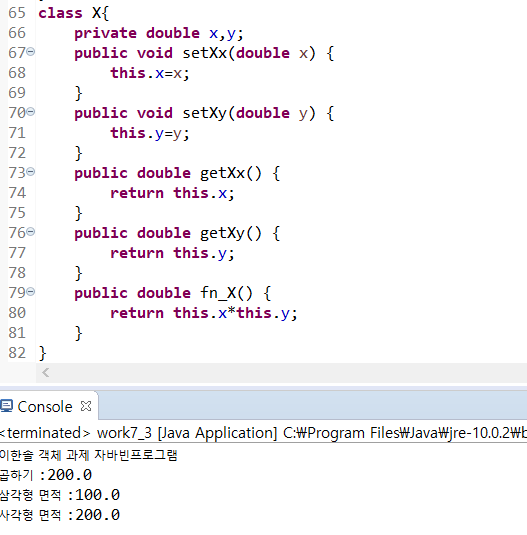 65 class X{
66     private double x,y;
67     public void setXx(double x) {
68         this.x=x;
69     }
70     public void setXy(double y) {
71         this.y=y;
72     }
73     public double getXx() {
74         return this.x;
75     }
76     public double getXy() {
77         return this.y;
78     }
79     public double fn_X() {
80         return this.x*this.y;
81     }
82 }
Console
<terminated> work7_3 [Java Application] C:₩Program Files₩Java₩jre-10.0.2₩b
이한솔 객체 과제 자바빈프로그램
곱하기 :200.0
삼각형 면적 :100.0
사각형 면적 :200.0